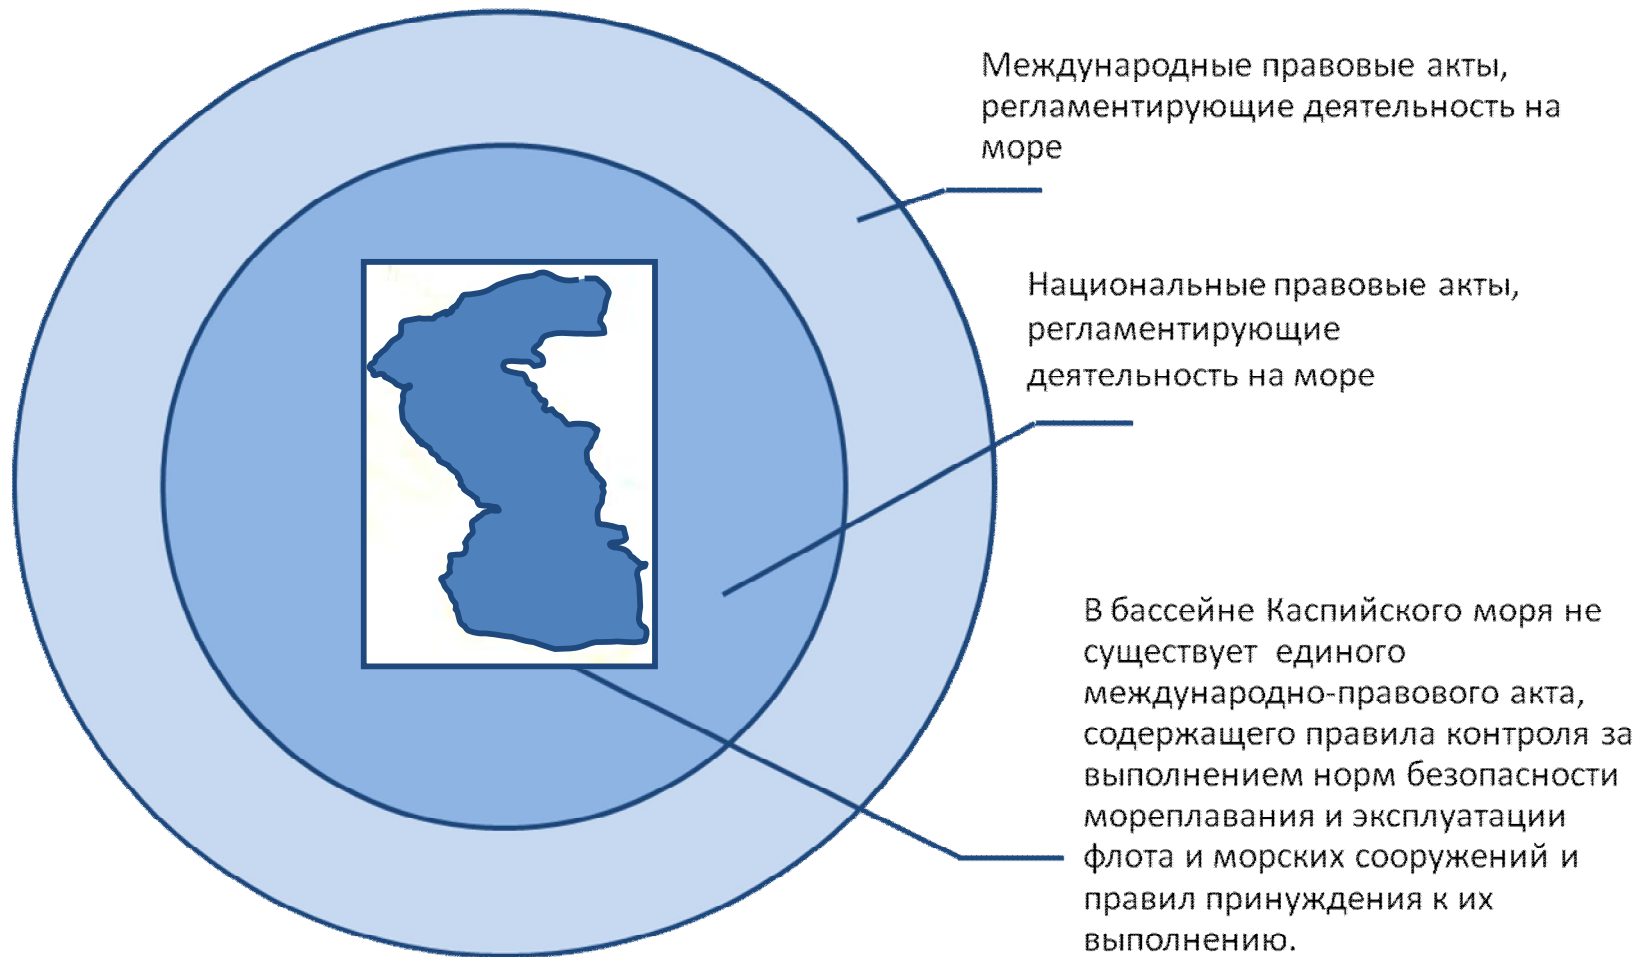 Международные правовые акты,
регламентирующие деятельность на
море
Национальные правовые акты,
регламентирующие
деятельность на море
В бассейне Каспийского моря не
существует единого
международно-правового акта,
содержащего правила контроля за
выполнением норм безопасности
мореплавания и эксплуатации
флота и морских сооружений и
правил принуждения к их
выполнению.